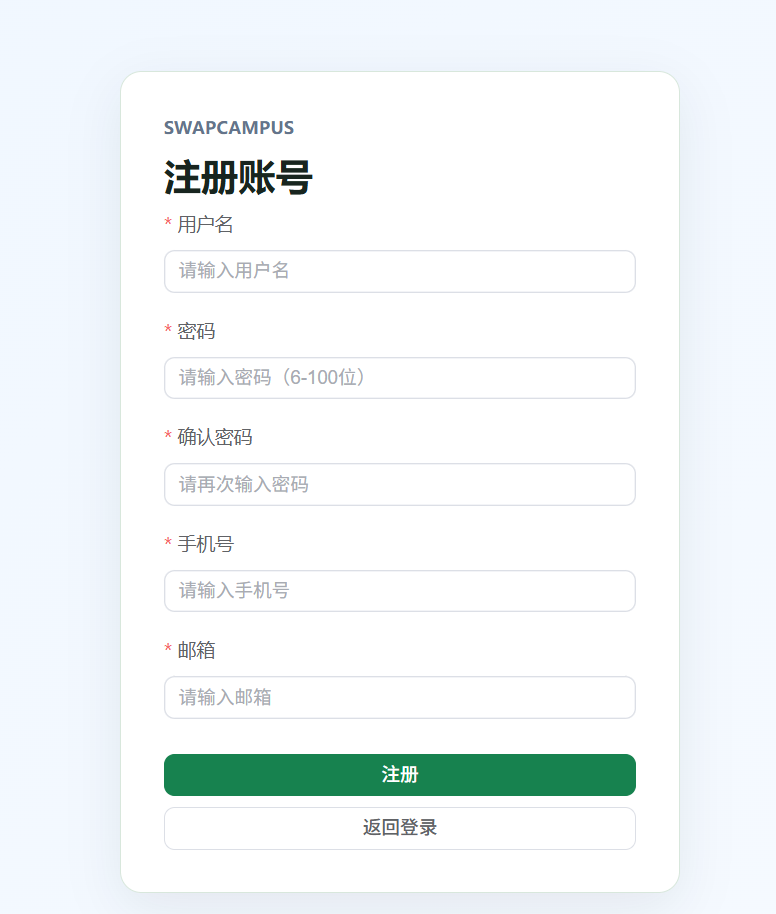 SWAPCAMPUS
注册账号
* 用户名
请输入用户名
* 密码
请输入密码（6-100位）
* 确认密码
请再次输入密码
* 手机号
请输入手机号
* 邮箱
请输入邮箱
注册
返回登录